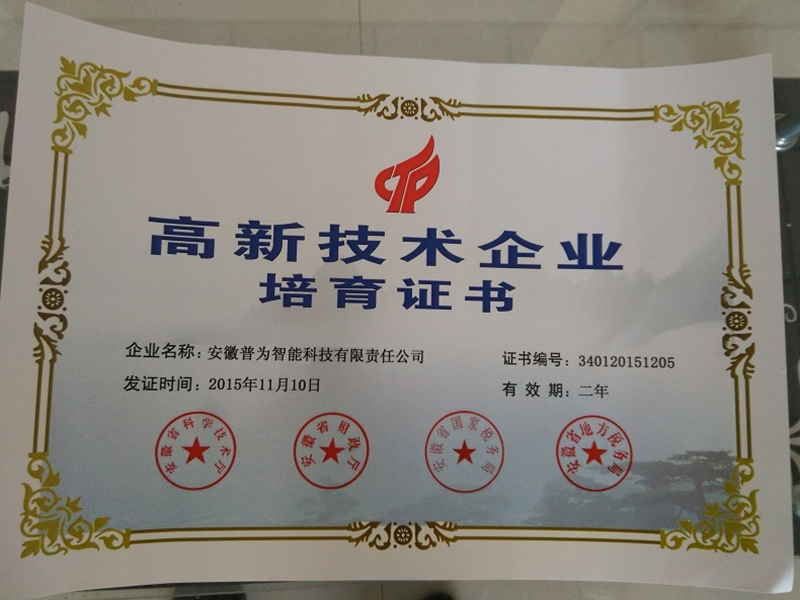 CTP
高新技术企业
培育证书
企业名称：安徽普为智能科技有限责任公司
证书编号：340120151205
发证时间：2015年11月10日
有效期：二年
安徽省科学技术厅
安徽省财政厅
安徽省国家税务局
安徽省地方税务局